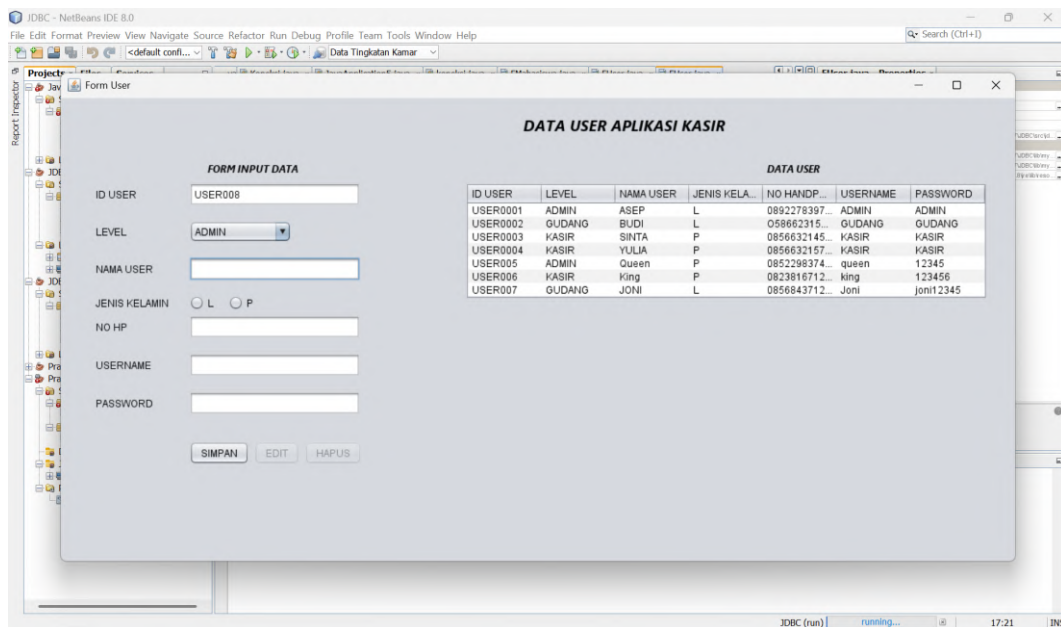 JDBC - NetBeans IDE 8.0
File Edit Format Preview View Navigate Source Refactor Run Debug Profile Team Tools Window Help
Search (Ctrl+I)
<default confi...
Data Tingkatan Kamar
Report Inspector
Form User
DATA USER APLIKASI KASIR
FORM INPUT DATA
ID USER USER008
LEVEL ADMIN
NAMA USER
JENIS KELAMIN L P
NO HP
USERNAME
PASSWORD
SIMPAN EDIT HAPUS
DATA USER
ID USER LEVEL NAMA USER JENIS KELA... NO HANDP... USERNAME PASSWORD
USER0001 ADMIN ASEP L 0892278397... ADMIN ADMIN
USER0002 GUDANG BUDI L O58662315... GUDANG GUDANG
USER0003 KASIR SINTA P 0856632145... KASIR KASIR
USER0004 KASIR YULIA P 0856632157... KASIR KASIR
USER005 ADMIN Queen P 0852298374... queen 12345
USER006 KASIR King P 0823816712... king 123456
USER007 GUDANG JONI L 0856843712... Joni joni12345
JDBC (run) running... 17:21 IN